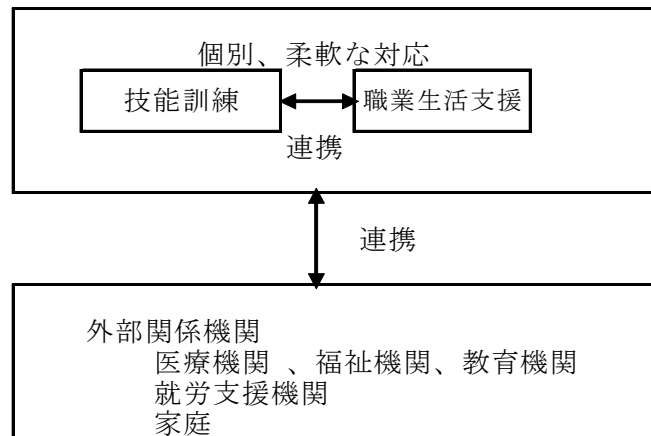 個別、柔軟な対応
技能訓練
職業生活支援
連携
連携
外部関係機関
医療機関 、福祉機関、教育機関
就労支援機関
家庭